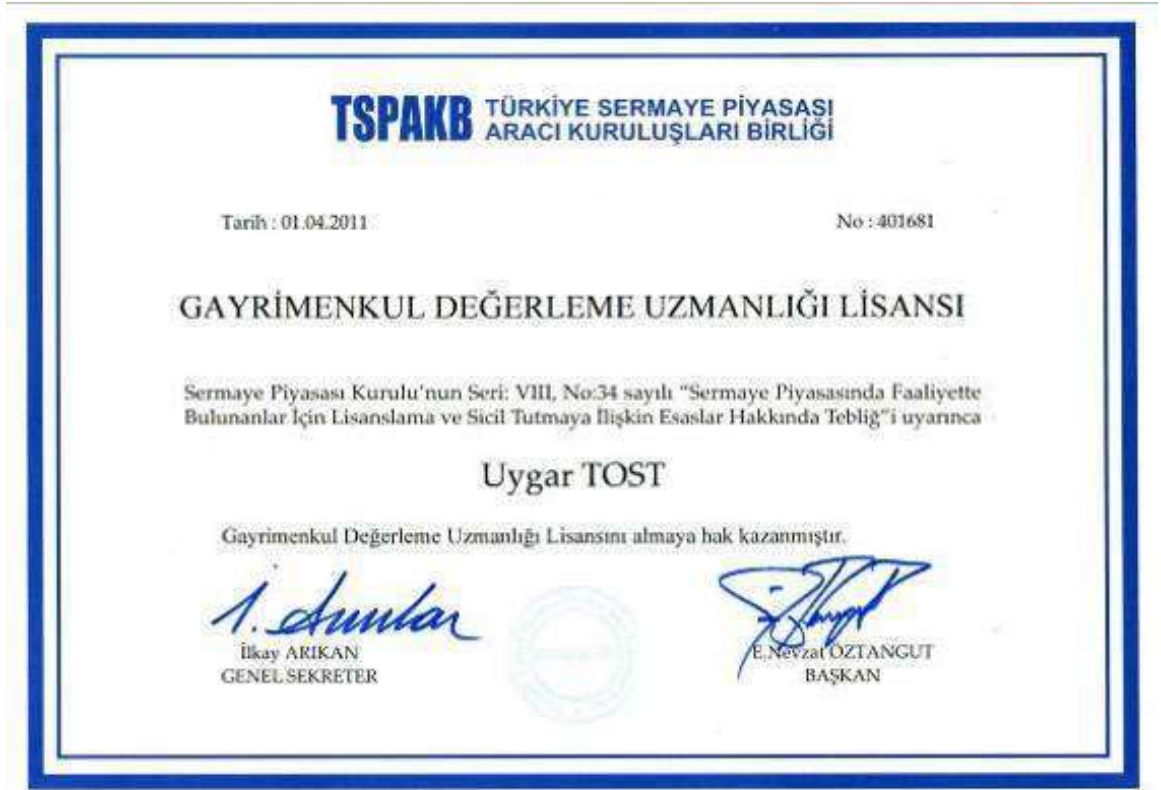 TSPAKB TÜRKİYE SERMAYE PİYASASI
ARACI KURULUŞLARI BİRLİĞİ
Tarih : 01.04.2011 No : 401681
GAYRİMENKUL DEĞERLEME UZMANLIĞI LİSANSI
Sermaye Piyasası Kurulu'nun Seri: VIII, No:34 sayılı "Sermaye Piyasasında Faaliyette
Bulunanlar İçin Lisanslama ve Sicil Tutmaya İlişkin Esaslar Hakkında Tebliğ"i uyarınca
Uygar TOST
Gayrimenkul Değerleme Uzmanlığı Lisansını almaya hak kazanmıştır.
İlkay ARIKAN
GENEL SEKRETER
E.Nevzat ÖZTANGUT
BAŞKAN